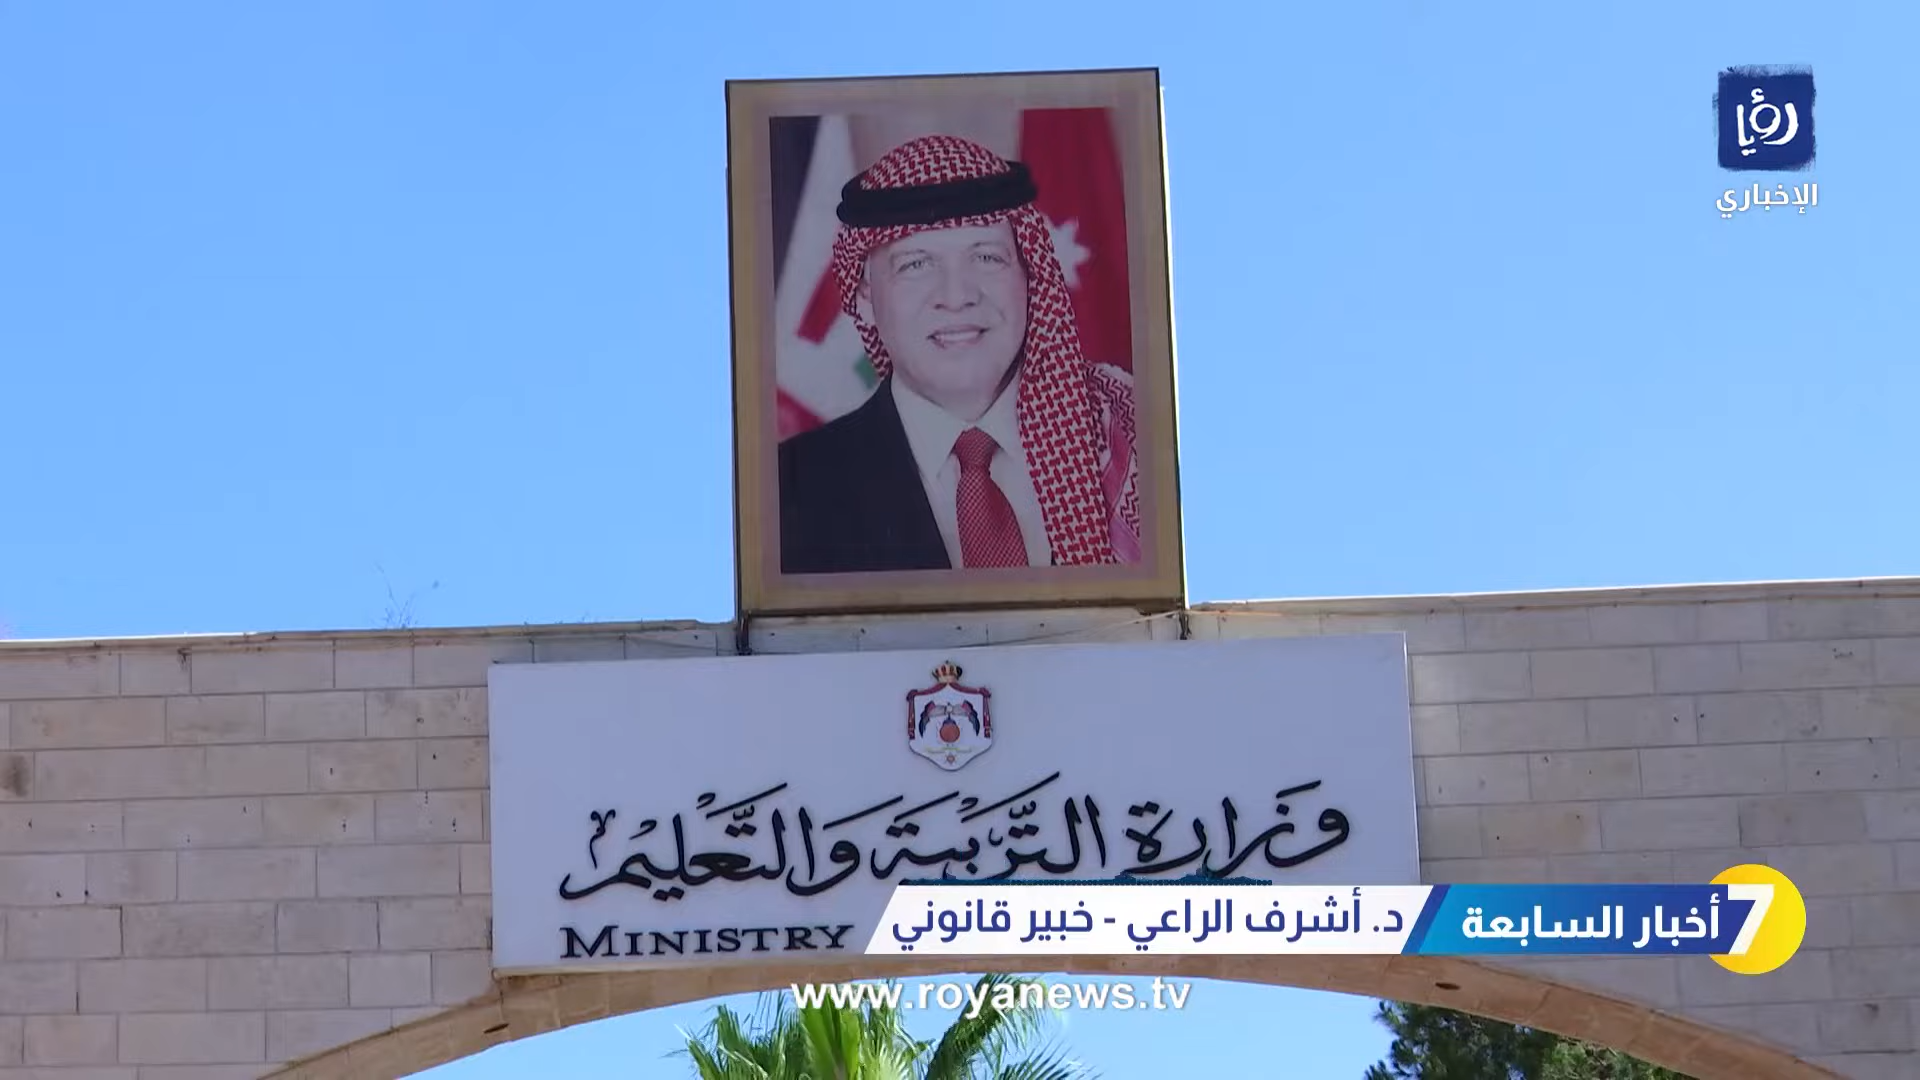 رؤيا
الإخباري
وزارة التربية والتعليم
MINISTRY
د. أشرف الراعي - خبير قانوني
أخبار السابعة
7
www.royanews.tv